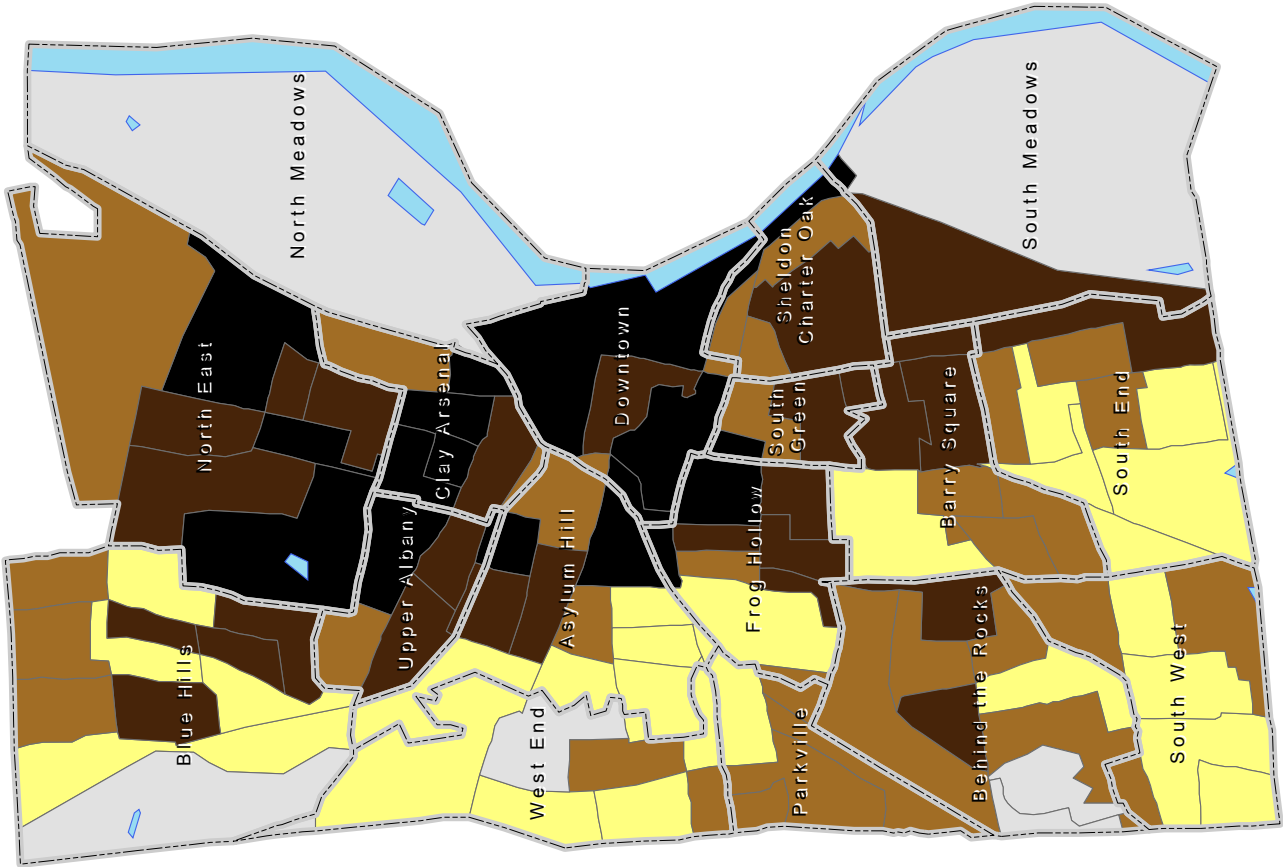 North Meadows
South Meadows
Sheldon
Charter Oak
Downtown
North East
Clay Arsenal
South
Green
Barry Square
South End
Upper Albany
Asylum Hill
Frog Hollow
Blue Hills
West End
Parkville
Behind the Rocks
South West